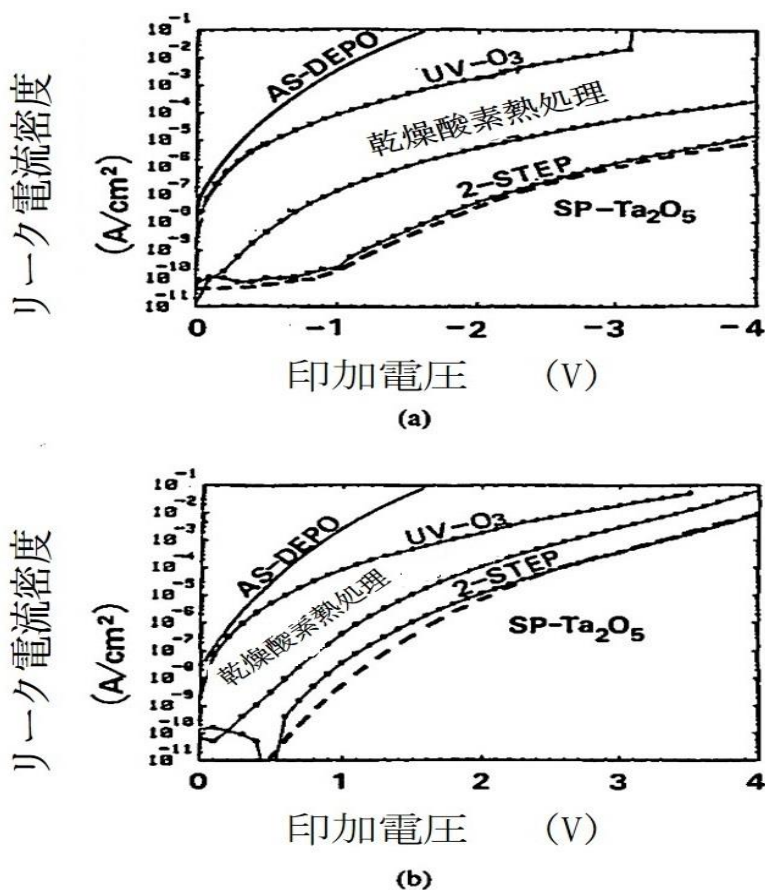 リーク電流密度
(A/cm²)
10⁻¹
10⁻²
10⁻³
10⁻⁴
10⁻⁵
10⁻⁶
10⁻⁷
10⁻⁸
10⁻⁹
10⁻¹⁰
10⁻¹¹
AS-DEPO
UV-O₃
乾燥酸素熱処理
2-STEP
SP-Ta₂O₅
0 -1 -2 -3 -4
印加電圧 (V)
(a)
リーク電流密度
(A/cm²)
10⁻¹
10⁻²
10⁻³
10⁻⁴
10⁻⁵
10⁻⁶
10⁻⁷
10⁻⁸
10⁻⁹
10⁻¹⁰
10⁻¹¹
AS-DEPO
UV-O₃
乾燥酸素熱処理
2-STEP
SP-Ta₂O₅
0 1 2 3 4
印加電圧 (V)
(b)